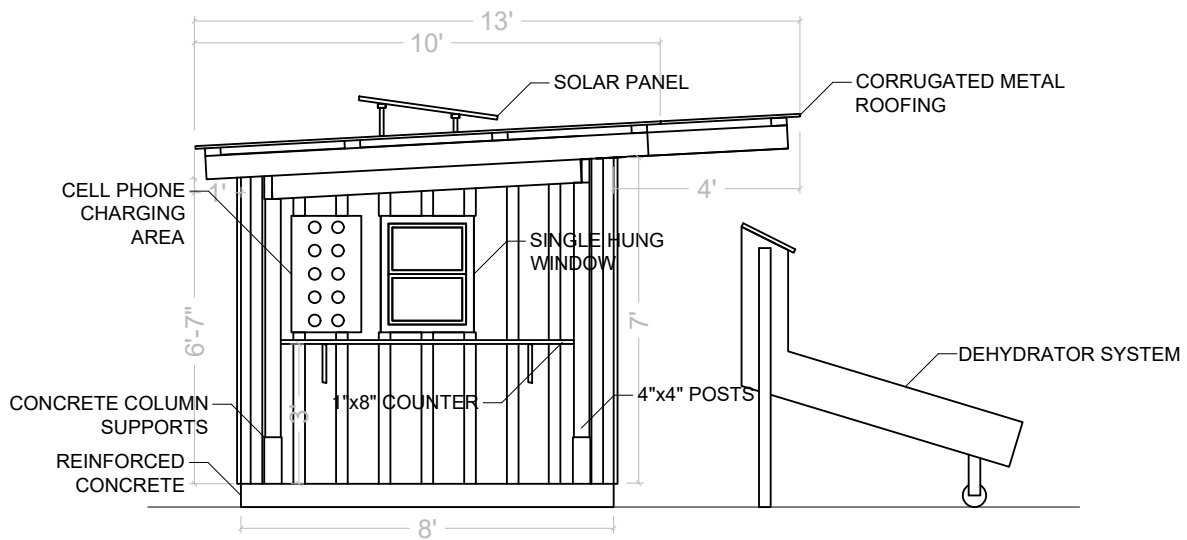 13'
10'
SOLAR PANEL
CORRUGATED METAL
ROOFING
CELL PHONE
CHARGING
AREA
1'
4'
SINGLE HUNG
WINDOW
6'-7"
7'
DEHYDRATOR SYSTEM
CONCRETE COLUMN
SUPPORTS
1"x8" COUNTER
4"x4" POSTS
3'
REINFORCED
CONCRETE
8'